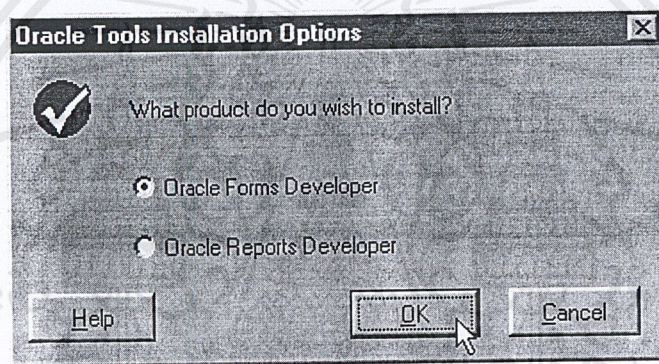 Oracle Tools Installation Options
What product do you wish to install?
Oracle Forms Developer
Oracle Reports Developer
Help OK Cancel